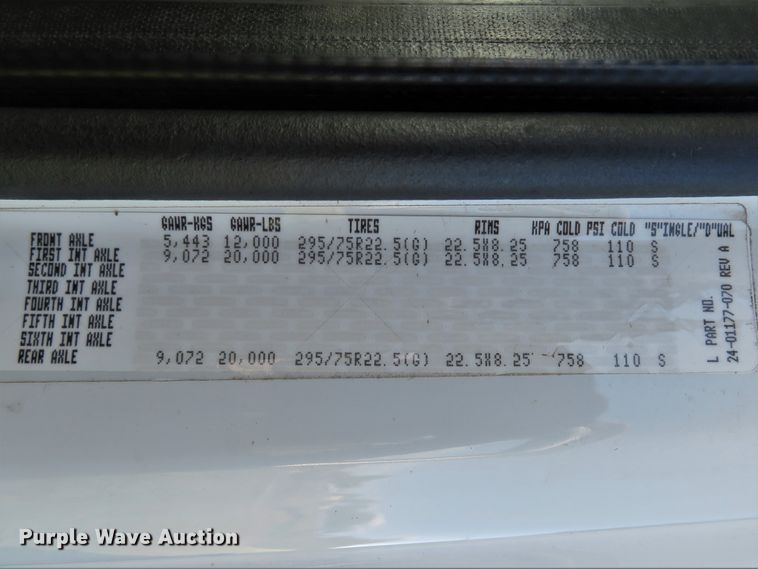 GAWR-KGS GAWR-LBS TIRES RIMS KPA COLD PSI COLD "S"INGLE/"D"UAL
FRONT AXLE 5,443 12,000 295/75R22.5(G) 22.5X8.25 758 110 S
FIRST INT AXLE 9,072 20,000 295/75R22.5(G) 22.5X8.25 758 110 S
SECOND INT AXLE
THIRD INT AXLE
FOURTH INT AXLE
FIFTH INT AXLE
SIXTH INT AXLE
REAR AXLE 9,072 20,000 295/75R22.5(G) 22.5X8.25 758 110 S
L PART NO.
24-01177-070 REV A
Purple Wave Auction